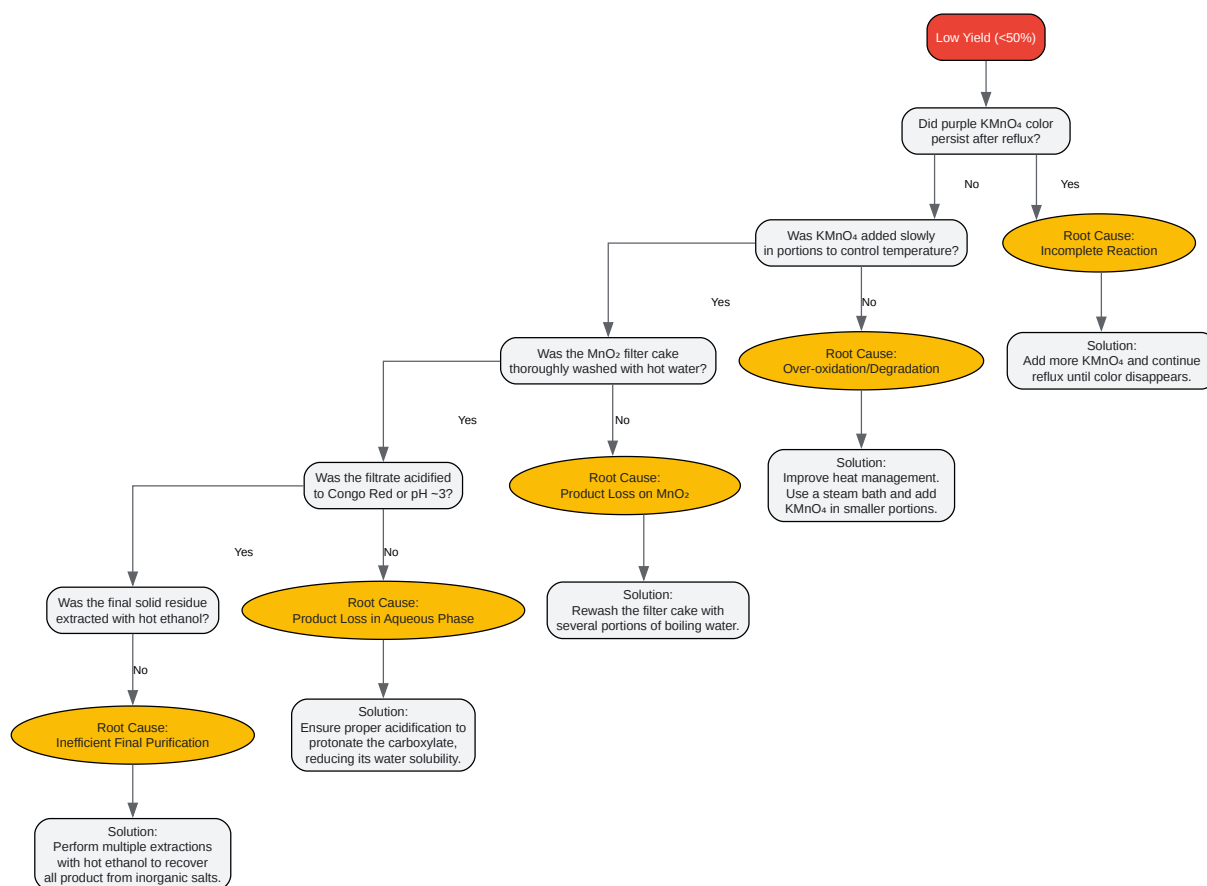 Low Yield (<50%)
Did purple KMnO₄ color
persist after reflux?
No
Yes
Was KMnO₄ added slowly
in portions to control temperature?
Root Cause:
Incomplete Reaction
Yes
No
Was the MnO₂ filter cake
thoroughly washed with hot water?
Root Cause:
Over-oxidation/Degradation
Solution:
Add more KMnO₄ and continue
reflux until color disappears.
Yes
No
Was the filtrate acidified
to Congo Red or pH ~3?
Root Cause:
Product Loss on MnO₂
Solution:
Improve heat management.
Use a steam bath and add
KMnO₄ in smaller portions.
Yes
No
Was the final solid residue
extracted with hot ethanol?
Root Cause:
Product Loss in Aqueous Phase
Solution:
Rewash the filter cake with
several portions of boiling water.
No
Root Cause:
Inefficient Final Purification
Solution:
Ensure proper acidification to
protonate the carboxylate,
reducing its water solubility.
Solution:
Perform multiple extractions
with hot ethanol to recover
all product from inorganic salts.